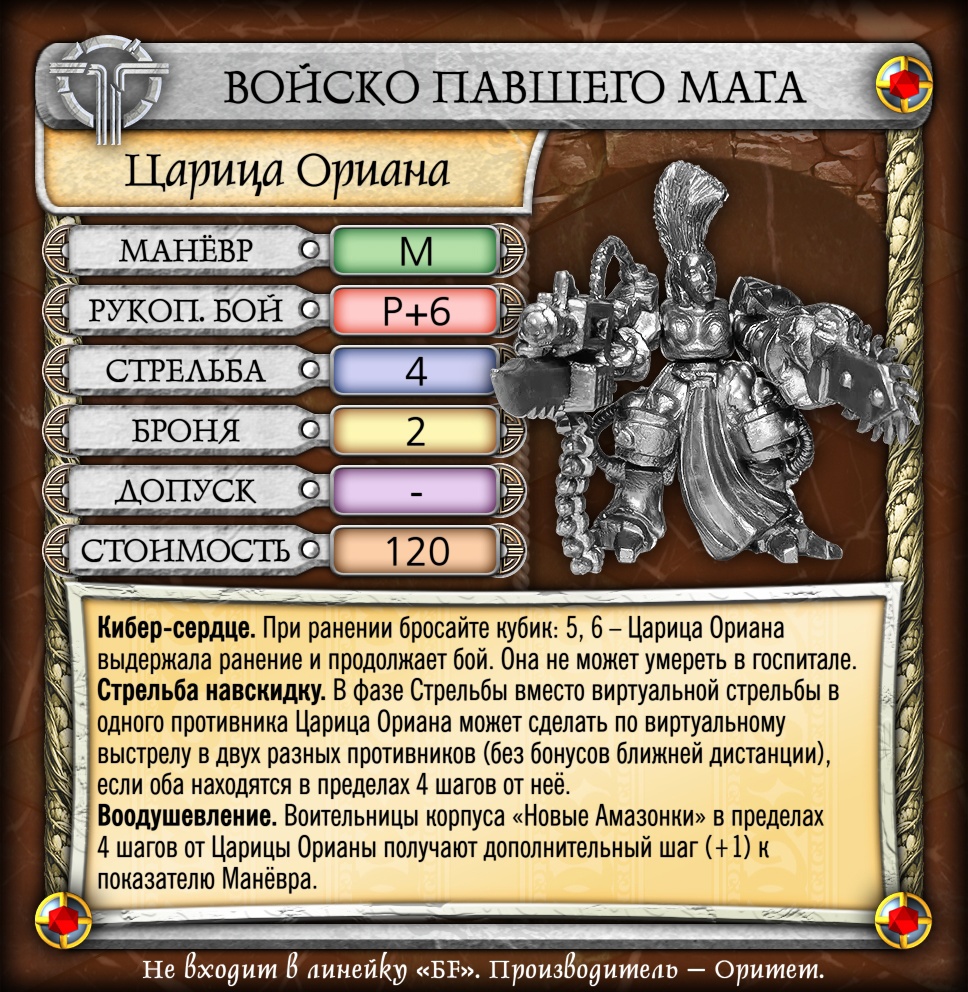 ВОЙСКО ПАВШЕГО МАГА
Царица Ориана
МАНЁВР М
РУКОП. БОЙ Р+6
СТРЕЛЬБА 4
БРОНЯ 2
ДОПУСК -
СТОИМОСТЬ 120
Кибер-сердце. При ранении бросайте кубик: 5, 6 – Царица Ориана
выдержала ранение и продолжает бой. Она не может умереть в госпитале.
Стрельба навскидку. В фазе Стрельбы вместо виртуальной стрельбы в
одного противника Царица Ориана может сделать по виртуальному
выстрелу в двух разных противников (без бонусов ближней дистанции),
если оба находятся в пределах 4 шагов от неё.
Воодушевление. Воительницы корпуса «Новые Амазонки» в пределах
4 шагов от Царицы Орианы получают дополнительный шаг (+1) к
показателю Манёвра.
Не входит в линейку «БF». Производитель – Оритет.